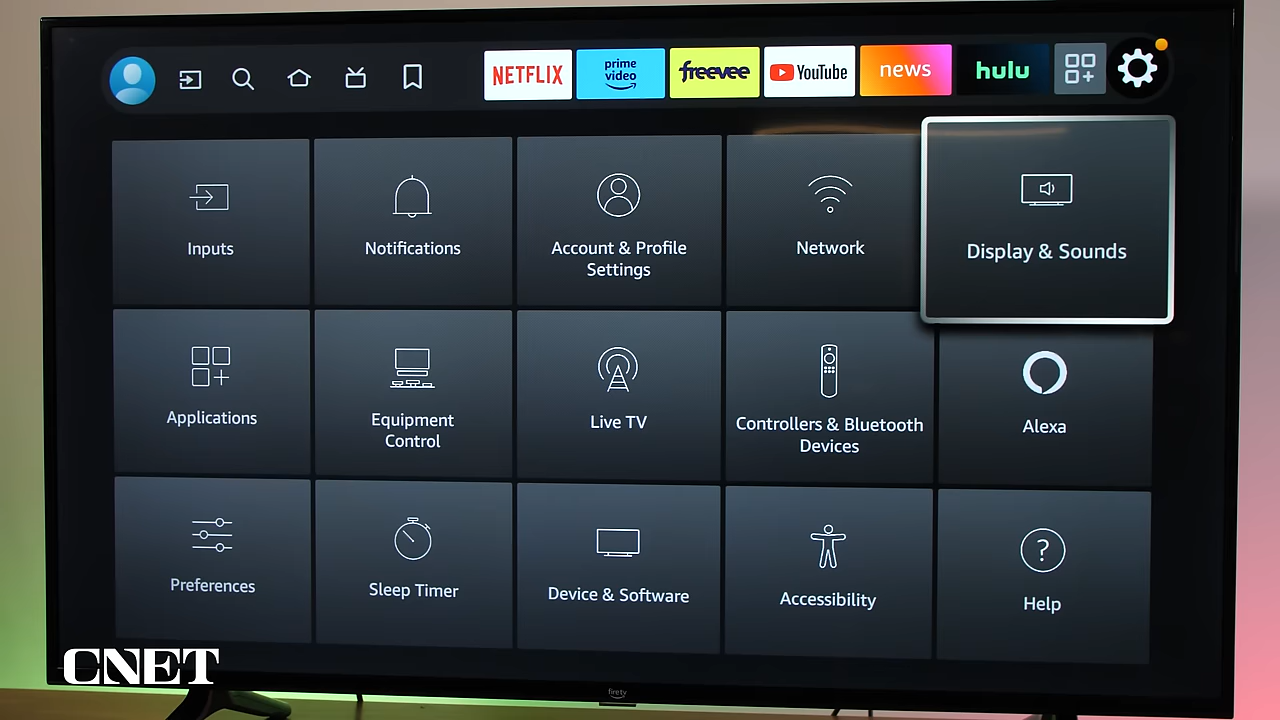 NETFLIX
prime video
freevee
YouTube
news
hulu
Inputs
Notifications
Account & Profile
Settings
Network
Display & Sounds
Applications
Equipment
Control
Live TV
Controllers & Bluetooth
Devices
Alexa
Preferences
Sleep Timer
Device & Software
Accessibility
?
Help
CNET
firetv